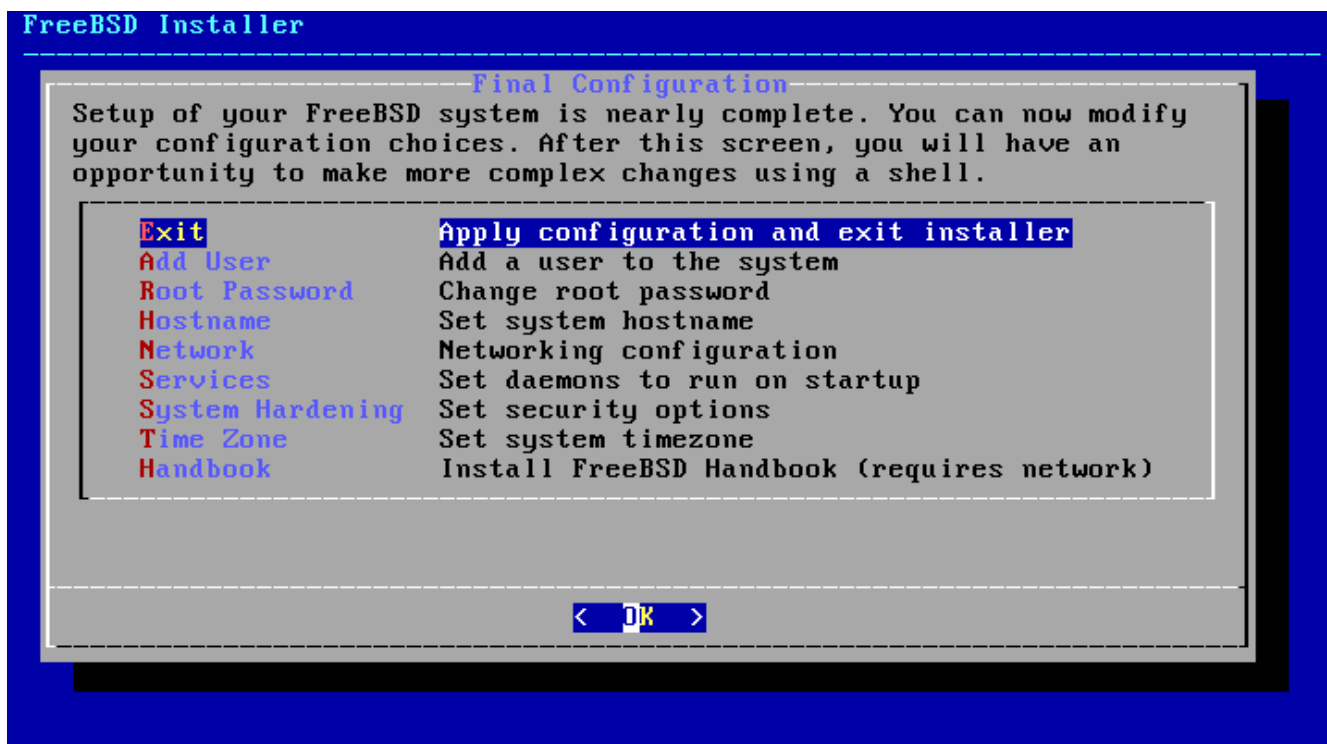 FreeBSD Installer
Final Configuration
Setup of your FreeBSD system is nearly complete. You can now modify
your configuration choices. After this screen, you will have an
opportunity to make more complex changes using a shell.
Exit Apply configuration and exit installer
Add User Add a user to the system
Root Password Change root password
Hostname Set system hostname
Network Networking configuration
Services Set daemons to run on startup
System Hardening Set security options
Time Zone Set system timezone
Handbook Install FreeBSD Handbook (requires network)
< OK >